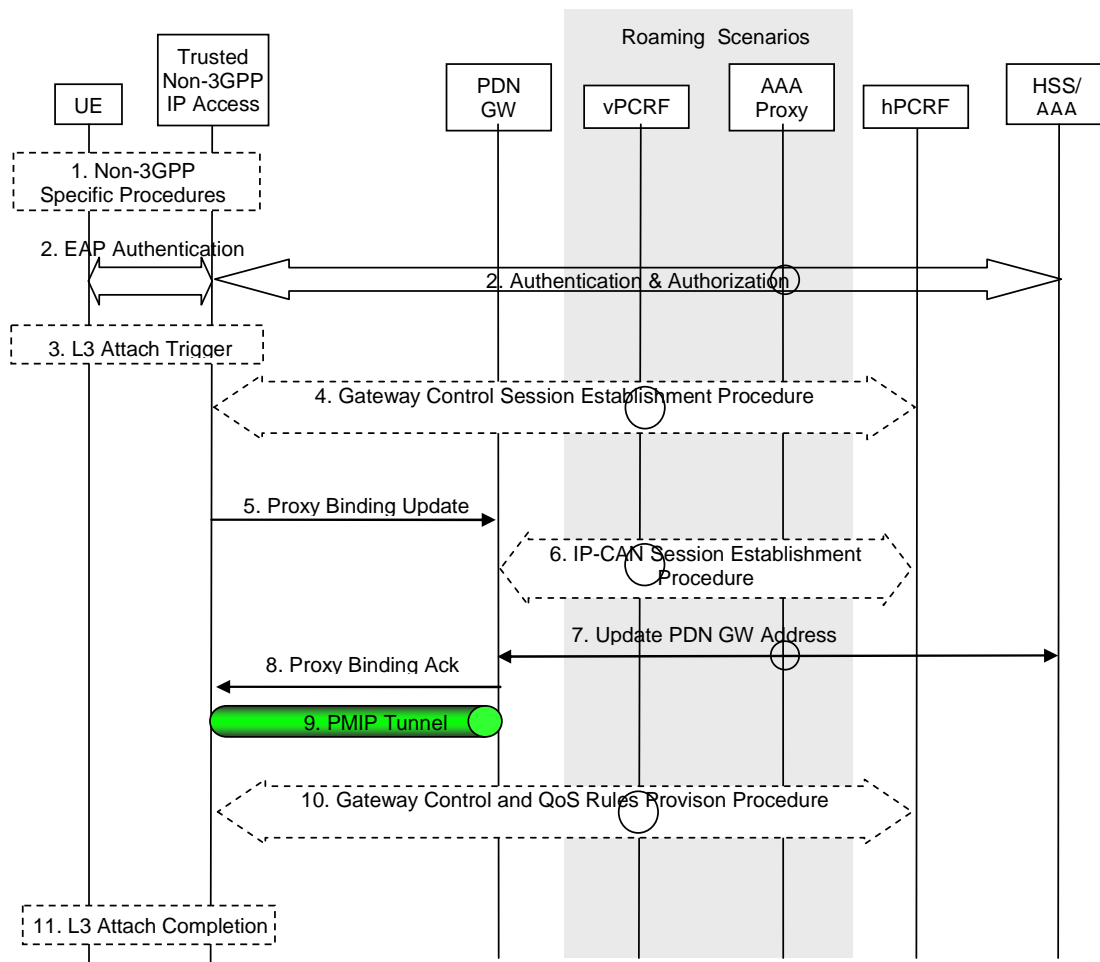 Roaming Scenarios
UE
Trusted
Non-3GPP
IP Access
PDN
GW
vPCRF
AAA
Proxy
hPCRF
HSS/
AAA
1. Non-3GPP
Specific Procedures
2. EAP Authentication
2. Authentication & Authorization
3. L3 Attach Trigger
4. Gateway Control Session Establishment Procedure
5. Proxy Binding Update
6. IP-CAN Session Establishment
Procedure
7. Update PDN GW Address
8. Proxy Binding Ack
9. PMIP Tunnel
10. Gateway Control and QoS Rules Provison Procedure
11. L3 Attach Completion